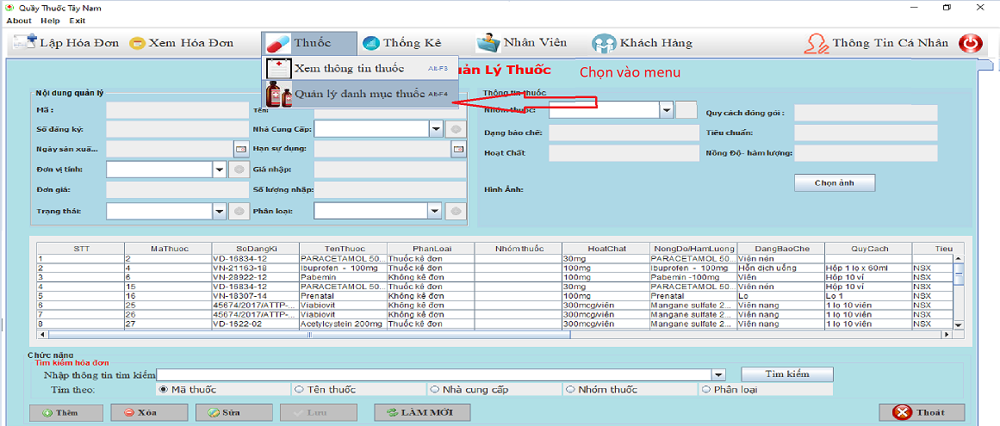 Quầy Thuốc Tây Nam
About Help Exit
Lập Hóa Đơn Xem Hóa Đơn Thuốc Thống Kê Nhân Viên Khách Hàng Thông Tin Cá Nhân
Xem thông tin thuốc Alt-F3
Quản lý danh mục thuốc Alt-F4
uản Lý Thuốc Chọn vào menu
Nội dung quản lý Thông tin thuốc
Mã : Tên: Nhóm thuốc: Quy cách đóng gói :
Số đăng ký: Nhà Cung Cấp: Dạng bào chế: Tiêu chuẩn:
Ngày sản xuấ... Hạn sự dụng: Hoạt Chất Nồng Độ- hàm lượng:
Đơn vị tính: Giá nhập:
Chọn ảnh
Đơn giá: Số lượng nhập: Hình Ảnh:
Trạng thái: Phân loại:
STT MaThuoc SoDangKi TenThuoc PhanLoai Nhóm thuốc HoatChat NongDo/HamLuong DangBaoChe QuyCach Tieu
1 2 VD-16834-12 PARACETAMOL 50... Thuốc kê đơn 30mg PARACETAMOL 50... Viên nén NSX
2 4 VN-21163-18 Ibuprofen - 100mg Thuốc kê đơn 100mg Ibuprofen - 100mg Hỗn dịch uống Hộp 1 lọ x 60ml NSX
3 6 VN-28922-12 Pabemin Không kê đơn 100mg Pabemin -100mg Viên Hộp 10 vỉ NSX
4 15 VD-16834-12 PARACETAMOL 50... Thuốc kê đơn 30mg PARACETAMOL 50... Viên nén Hộp 10 vỉ NSX
5 16 VN-18307-14 Prenatal Không kê đơn 100mg Prenatal Lọ Lọ 1 NSX
6 25 45674/2017/ATTP-... Viabiovit Không kê đơn 300mcg/viên Mangane sulfate 2... Viên nang 1 lọ 10 viên NSX
7 26 45674/2017/ATTP-... Viabiovit Không kê đơn 300mcg/viên Mangane sulfate 2... Viên nang 1 lọ 10 viên NSX
8 27 VD-1622-02 Acetylcystein 200mg Thuốc kê đơn 300mcg/viên Mangane sulfate 2... Viên nang 1 lọ 10 viên NSX
Chức năng
Tìm kiếm hóa đơn
Nhập thông tin tìm kiếm Tìm kiếm
Tìm theo: Mã thuốc Tên thuốc Nhà cung cấp Nhóm thuốc Phân loại
Thêm Xóa Sửa Lưu LÀM MỚI Thoát